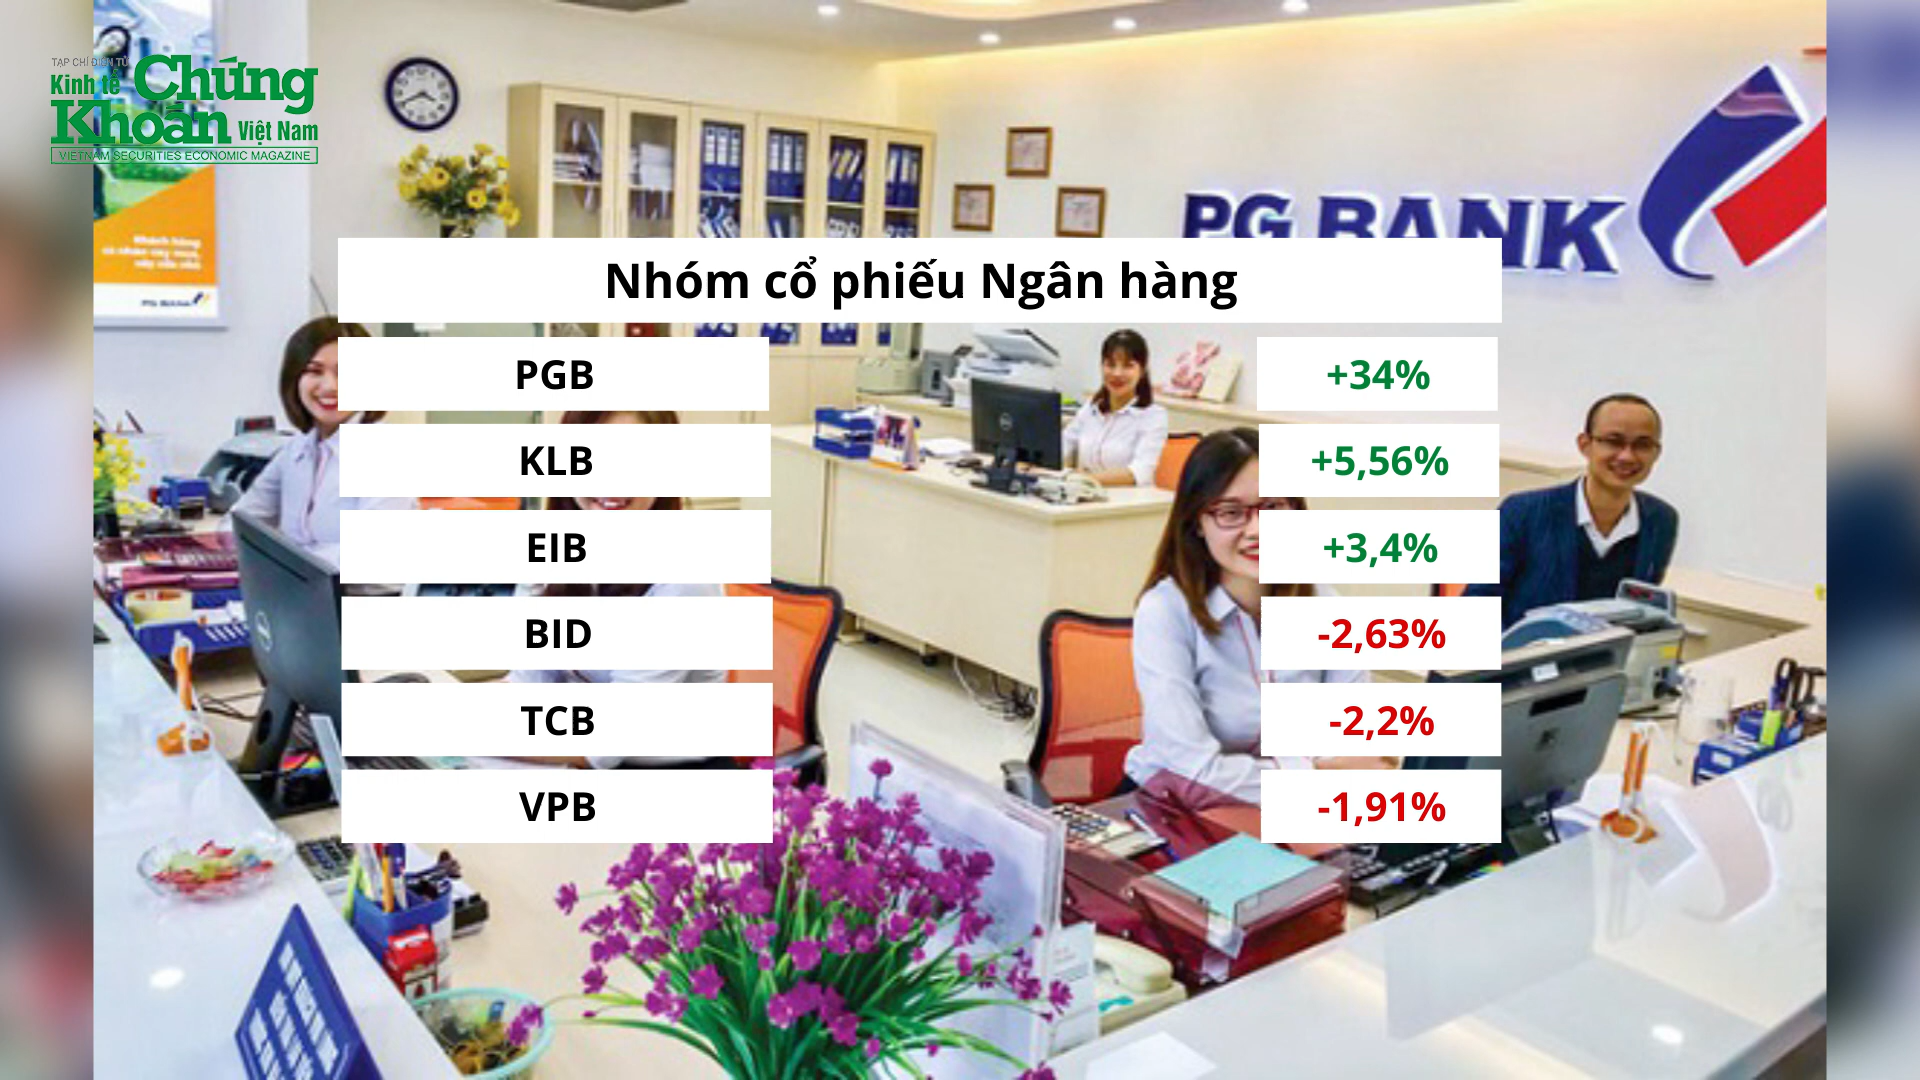 TẠP CHÍ ĐIỆN TỬ
Kinh tế Chứng
Khoán Việt Nam
VIETNAM SECURITIES ECONOMIC MAGAZINE
PG BANK
Nhóm cổ phiếu Ngân hàng
PGB +34%
KLB +5,56%
EIB +3,4%
BID -2,63%
TCB -2,2%
VPB -1,91%